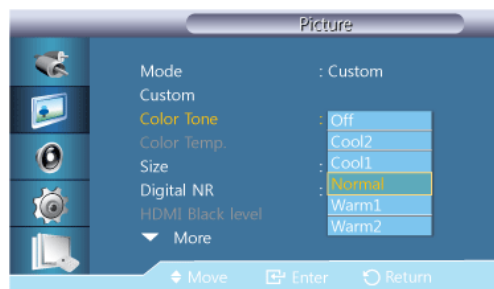 Picture
Mode : Custom
Custom
Color Tone : Off
Color Temp. Cool2
Size : Cool1
Digital NR : Normal
HDMI Black level Warm1
Warm2
More
Move Enter Return